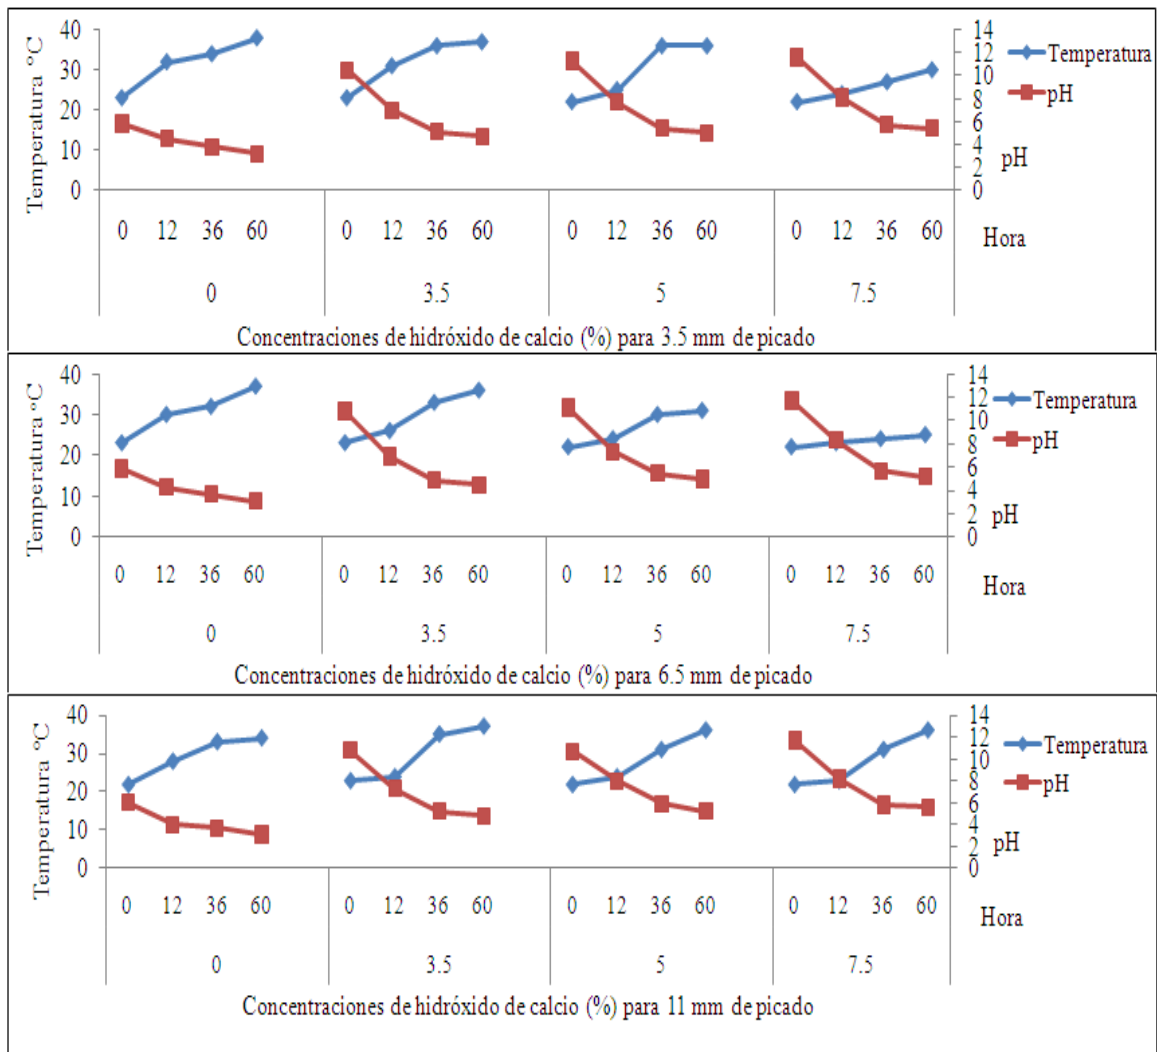 Temperatura °C
40
30
20
10
0
14
12
10
8
6
4
2
0
Temperatura
pH
pH
0 12 36 60 0 12 36 60 0 12 36 60 0 12 36 60
Hora
0 3.5 5 7.5
Concentraciones de hidróxido de calcio (%) para 3.5 mm de picado
Temperatura °C
40
30
20
10
0
14
12
10
8
6
4
2
0
Temperatura
pH
pH
0 12 36 60 0 12 36 60 0 12 36 60 0 12 36 60
Hora
0 3.5 5 7.5
Concentraciones de hidróxido de calcio (%) para 6.5 mm de picado
Temperatura °C
40
30
20
10
0
14
12
10
8
6
4
2
0
Temperatura
pH
pH
0 12 36 60 0 12 36 60 0 12 36 60 0 12 36 60
Hora
0 3.5 5 7.5
Concentraciones de hidróxido de calcio (%) para 11 mm de picado